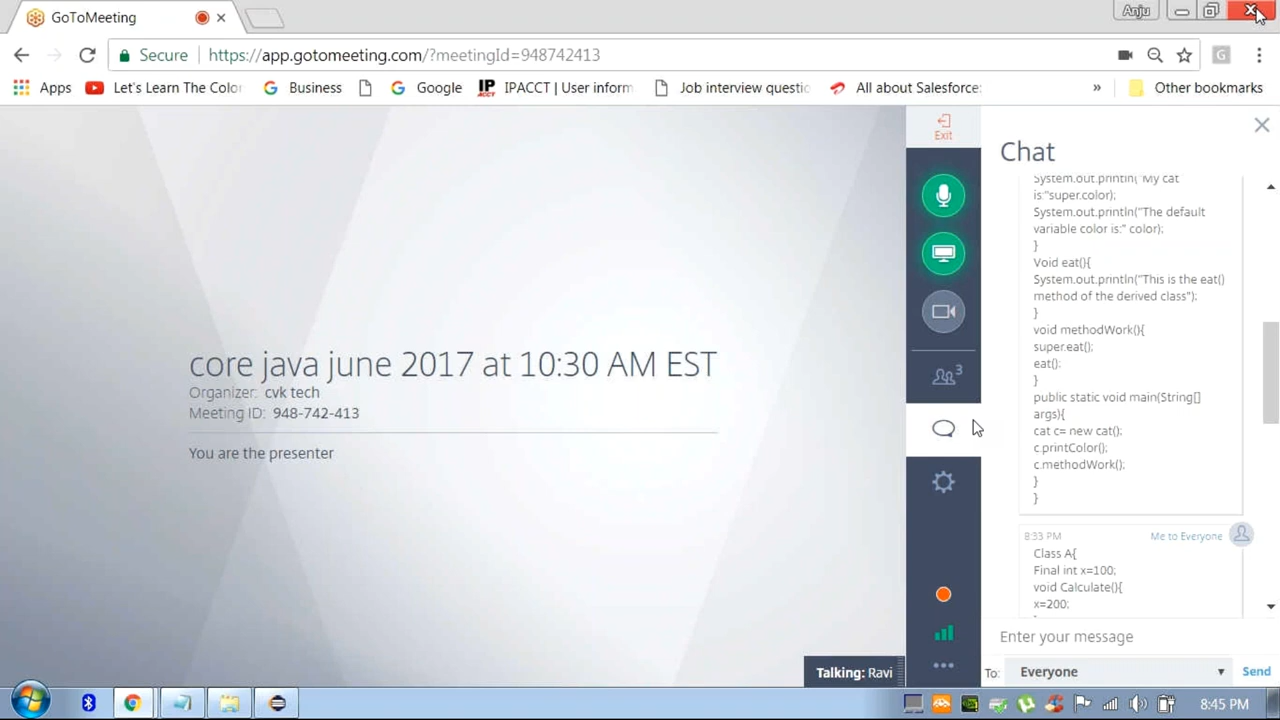 GoToMeeting
Anju
Secure https://app.gotomeeting.com/?meetingId=948742413
Apps Let's Learn The Color Business Google IPACCT | User inform Job interview questio All about Salesforce: » Other bookmarks
Exit
Chat
System.out.println("My cat
is:"super.color);
System.out.println("The default
variable color is:" color);
}
Void eat(){
System.out.println("This is the eat()
method of the derived class");
}
void methodWork(){
super.eat();
eat();
}
public static void main(String[]
args){
cat c= new cat();
c.printColor();
c.methodWork();
}
}
core java june 2017 at 10:30 AM EST
Organizer: cvk tech
Meeting ID: 948-742-413
You are the presenter
3
8:33 PM Me to Everyone
Class A{
Final int x=100;
void Calculate(){
x=200;
Enter your message
Talking: Ravi
To: Everyone Send
8:45 PM